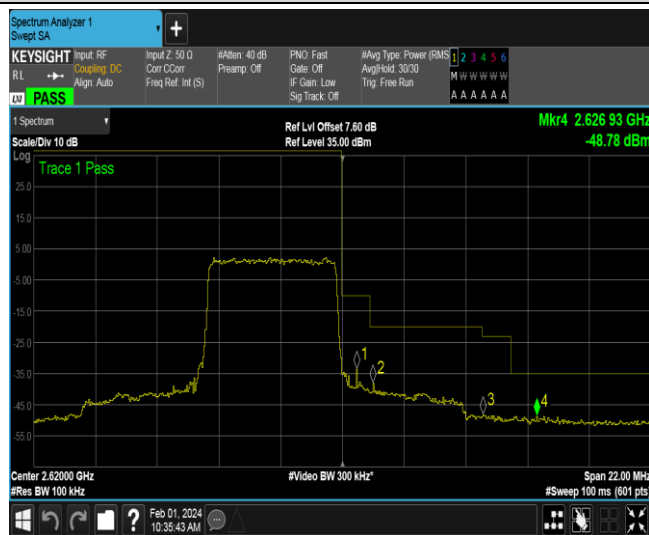 Spectrum Analyzer 1
Swept SA
+
KEYSIGHT Input: RF
RL Coupling: DC
Align: Auto
LXI PASS
Input Z: 50 Ω
Corr CCorr
Freq Ref: Int (S)
#Atten: 40 dB
Preamp: Off
PNO: Fast
Gate: Off
IF Gain: Low
Sig Track: Off
#Avg Type: Power (RMS
Avg|Hold: 30/30
Trig: Free Run
1 2 3 4 5 6
M W W W W W
A A A A A A
1 Spectrum
Scale/Div 10 dB
Ref Lvl Offset 7.60 dB
Ref Level 35.00 dBm
Mkr4 2.626 93 GHz
-48.78 dBm
Log
Trace 1 Pass
25.0
15.0
5.00
-5.00
-15.0
-25.0
-35.0
-45.0
-55.0
1
2
3
4
Center 2.62000 GHz
#Video BW 300 kHz*
Span 22.00 MHz
#Res BW 100 kHz
#Sweep 100 ms (601 pts)
?
Feb 01, 2024
10:35:43 AM